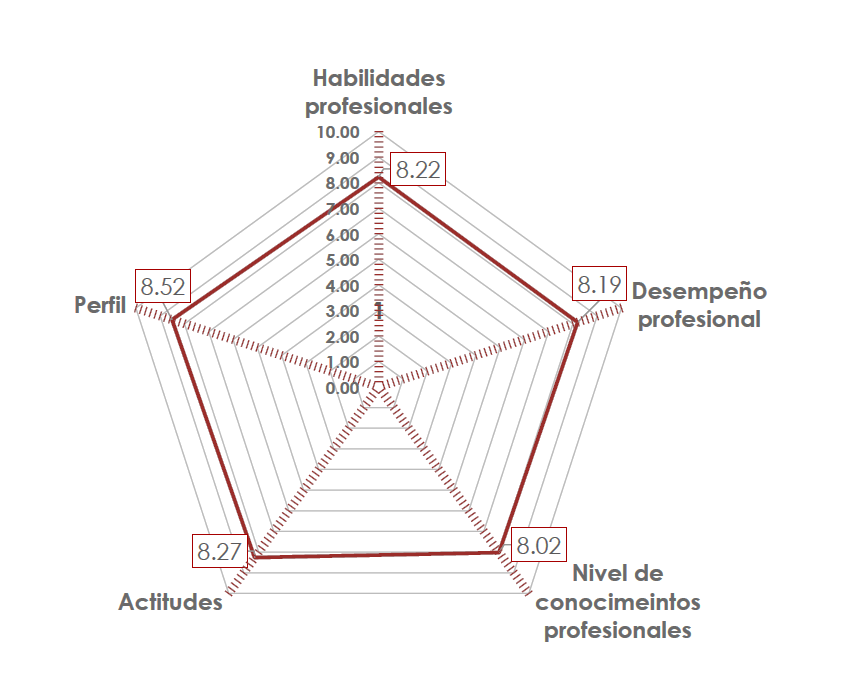 Habilidades
profesionales
10.00
9.00
8.22
8.00
7.00
6.00
5.00
4.00
3.00
2.00
1.00
0.00
8.19
Desempeño
profesional
8.02
Nivel de
conocimeintos
profesionales
8.27
Actitudes
8.52
Perfil